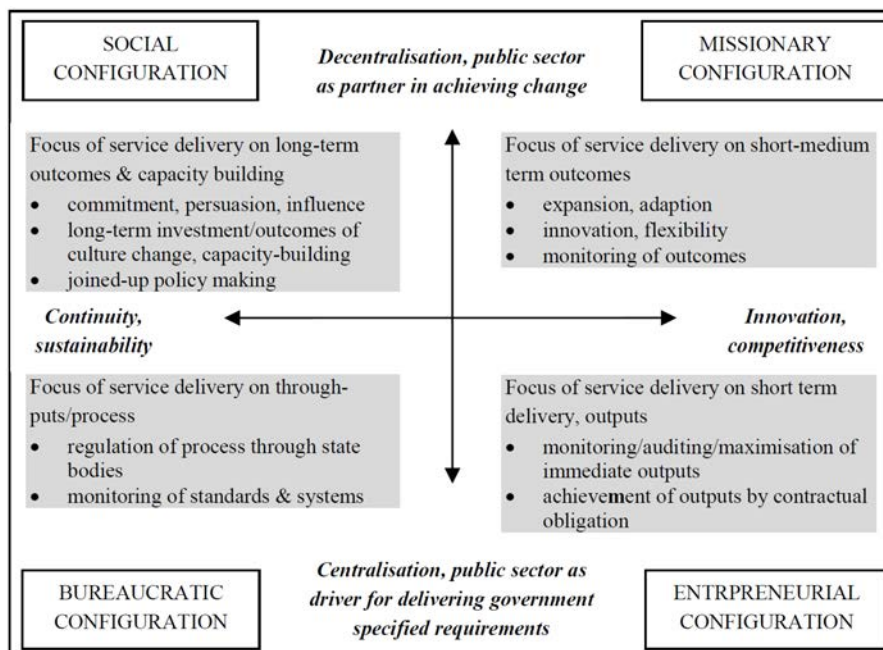 SOCIAL
CONFIGURATION
Decentralisation, public sector
as partner in achieving change
MISSIONARY
CONFIGURATION
Focus of service delivery on long-term
outcomes & capacity building
• commitment, persuasion, influence
• long-term investment/outcomes of
culture change, capacity-building
• joined-up policy making
Focus of service delivery on short-medium
term outcomes
• expansion, adaption
• innovation, flexibility
• monitoring of outcomes
Continuity,
sustainability
Innovation,
competitiveness
Focus of service delivery on through-
puts/process
• regulation of process through state
bodies
• monitoring of standards & systems
Focus of service delivery on short term
delivery, outputs
• monitoring/auditing/maximisation of
immediate outputs
• achievement of outputs by contractual
obligation
BUREAUCRATIC
CONFIGURATION
Centralisation, public sector as
driver for delivering government
specified requirements
ENTRPRENEURIAL
CONFIGURATION